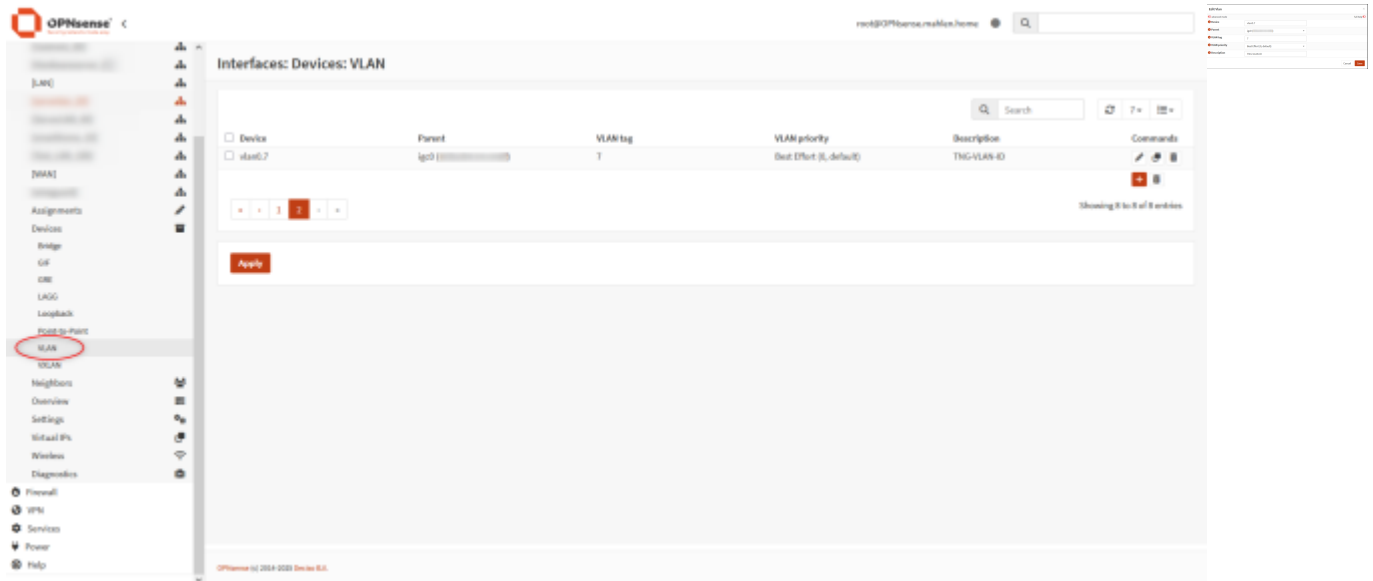 OPNsense
root@OPNsense.mahlen.home
[LAN]
[WAN]
Assignments
Devices
Bridge
GIF
GRE
LAGG
Loopback
Point-to-Point
VLAN
VXLAN
Neighbors
Overview
Settings
Virtual IPs
Wireless
Diagnostics
Firewall
VPN
Services
Power
Help
Interfaces: Devices: VLAN
Search
7
Device Parent VLAN tag VLAN priority Description Commands
vlan0.7 igc0 ( ) 7 Best Effort (0, default) TNG-VLAN-ID
« ‹ 1 2 › »
Showing 8 to 8 of 8 entries
Apply
OPNsense (c) 2014-2025 Deciso B.V.